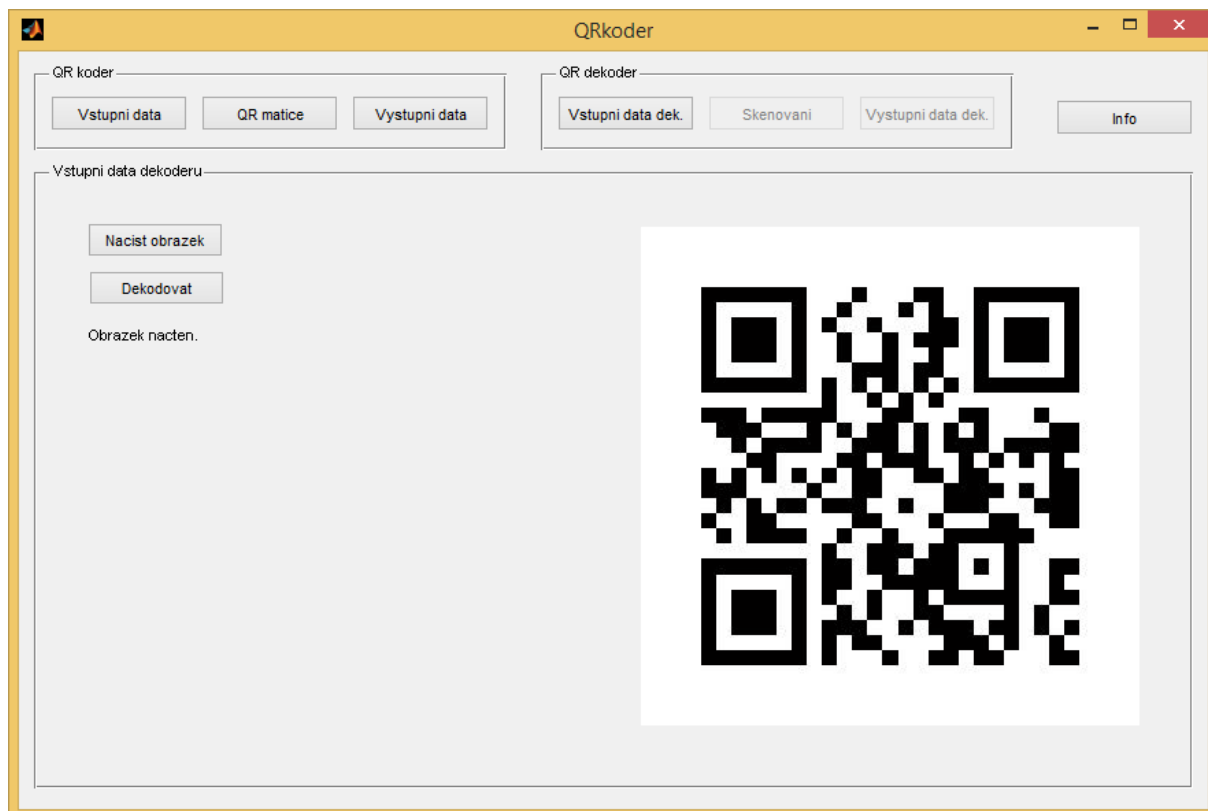 QRkoder
QR koder
QR dekoder
Vstupni data
QR matice
Vystupni data
Vstupni data dek.
Skenovani
Vystupni data dek.
Info
Vstupni data dekoderu
Nacist obrazek
Dekodovat
Obrazek nacten.